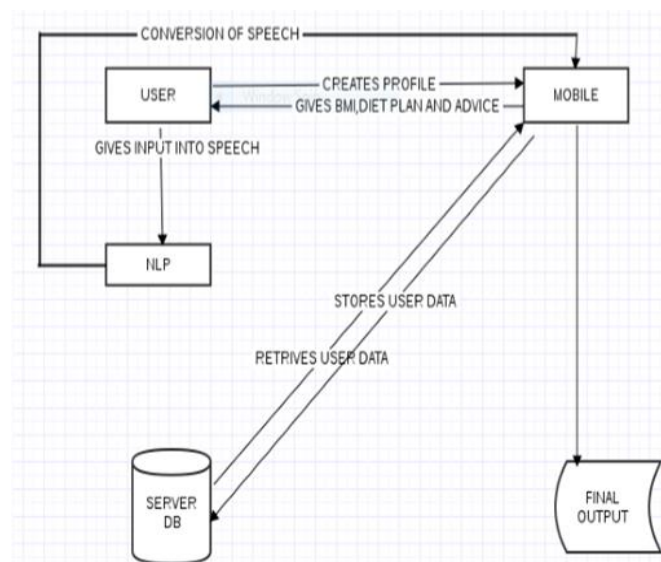 CONVERSION OF SPEECH
USER
CREATES PROFILE
MOBILE
GIVES BMI,DIET PLAN AND ADVICE
GIVES INPUT INTO SPEECH
NLP
STORES USER DATA
RETRIVES USER DATA
SERVER
DB
FINAL
OUTPUT